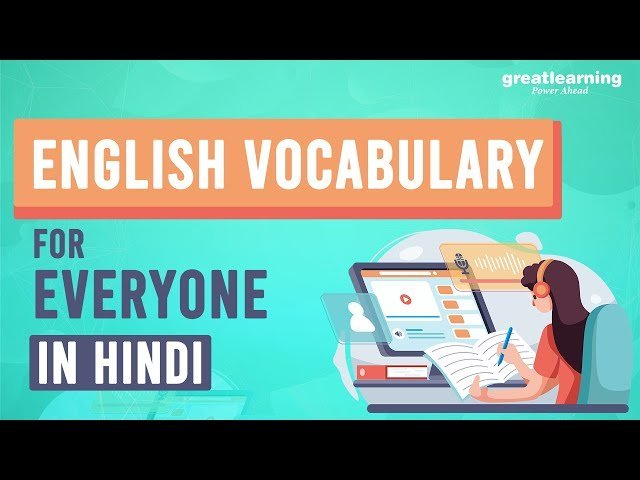 greatlearning
Power Ahead
ENGLISH VOCABULARY
FOR
EVERYONE
IN HINDI